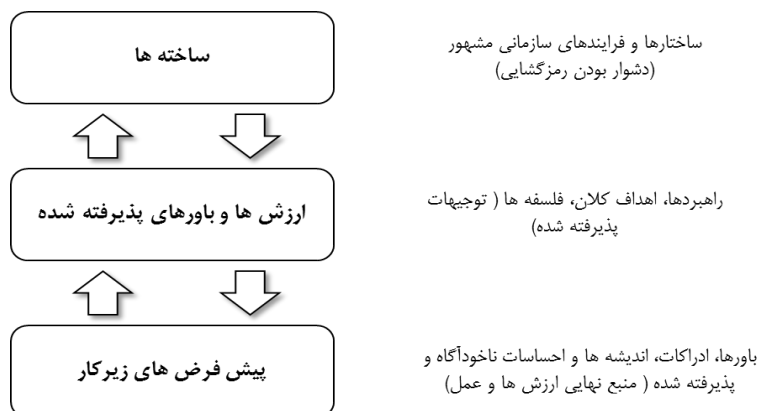 ساخته ها
ساختارها و فرایندهای سازمانی مشهور
(دشوار بودن رمزگشایی)
ارزش ها و باورهای پذیرفته شده
راهبردها، اهداف کلان، فلسفه ها ( توجیهات
پذیرفته شده)
پیش فرض های زیرکار
باورها، ادراکات، اندیشه ها و احساسات ناخودآگاه و
پذیرفته شده ( منبع نهایی ارزش ها و عمل)